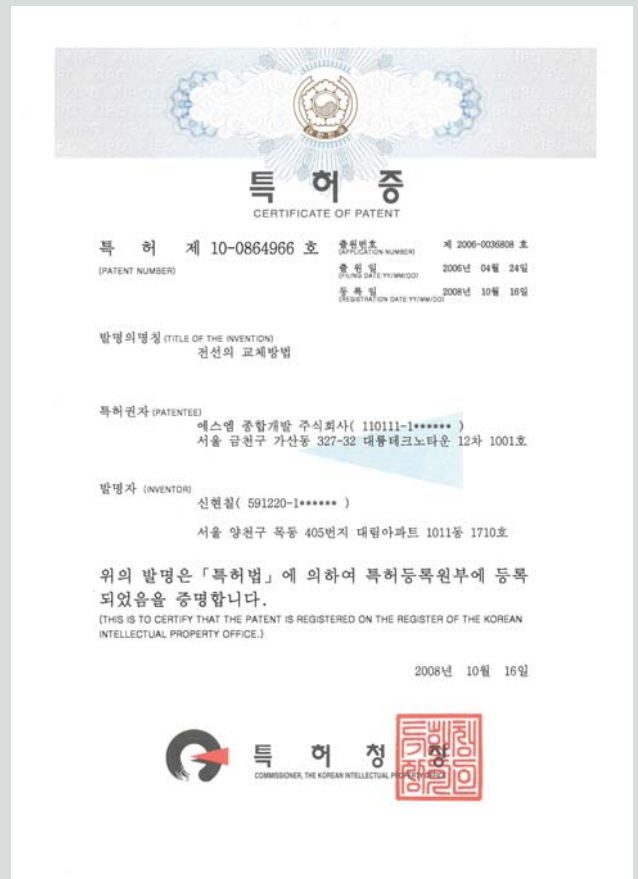 특 허 증
CERTIFICATE OF PATENT
특 허 제 10-0864966 호
(PATENT NUMBER)
출원번호 제 2006-0036808 호
(APPLICATION NUMBER)
출 원 일 2006년 04월 24일
(FILING DATE:YY/MM/DD)
등 록 일 2008년 10월 16일
(REGISTRATION DATE:YY/MM/DD)
발명의명칭 (TITLE OF THE INVENTION)
전선의 교체방법
특허권자 (PATENTEE)
에스엠 종합개발 주식회사( 110111-1****** )
서울 금천구 가산동 327-32 대륭테크노타운 12차 1001호
발명자 (INVENTOR)
신현칠( 591220-1****** )
서울 양천구 목동 405번지 대림아파트 1011동 1710호
위의 발명은 「특허법」에 의하여 특허등록원부에 등록
되었음을 증명합니다.
(THIS IS TO CERTIFY THAT THE PATENT IS REGISTERED ON THE REGISTER OF THE KOREAN
INTELLECTUAL PROPERTY OFFICE.)
2008년 10월 16일
특 허 청 장
COMMISSIONER, THE KOREAN INTELLECTUAL PROPERTY OFFICE